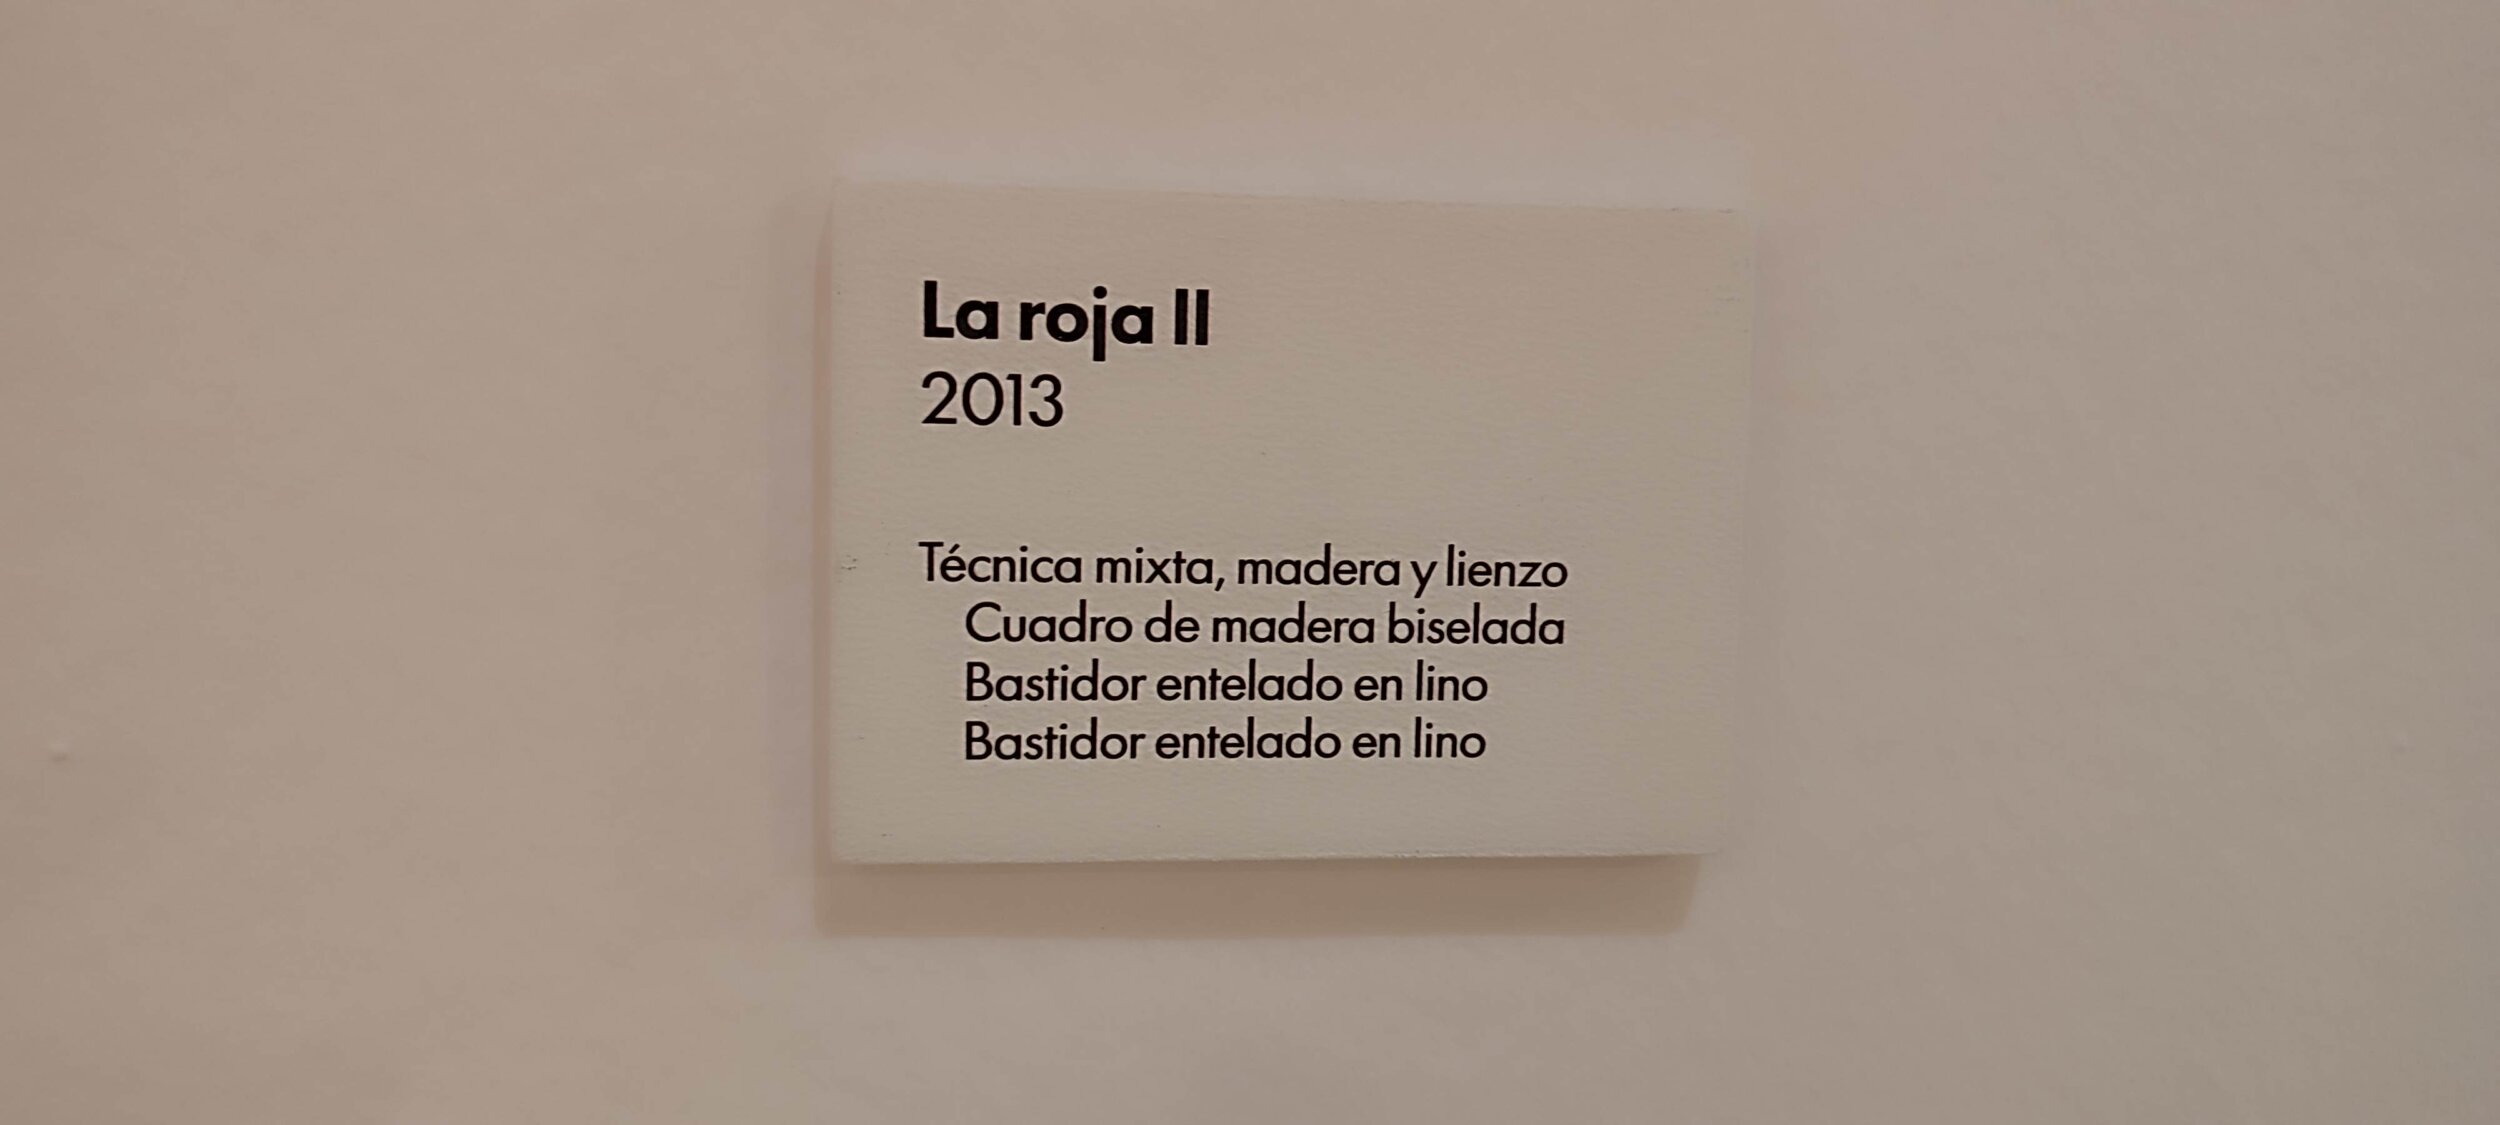 La roja II
2013
Técnica mixta, madera y lienzo
Cuadro de madera biselada
Bastidor entelado en lino
Bastidor entelado en lino